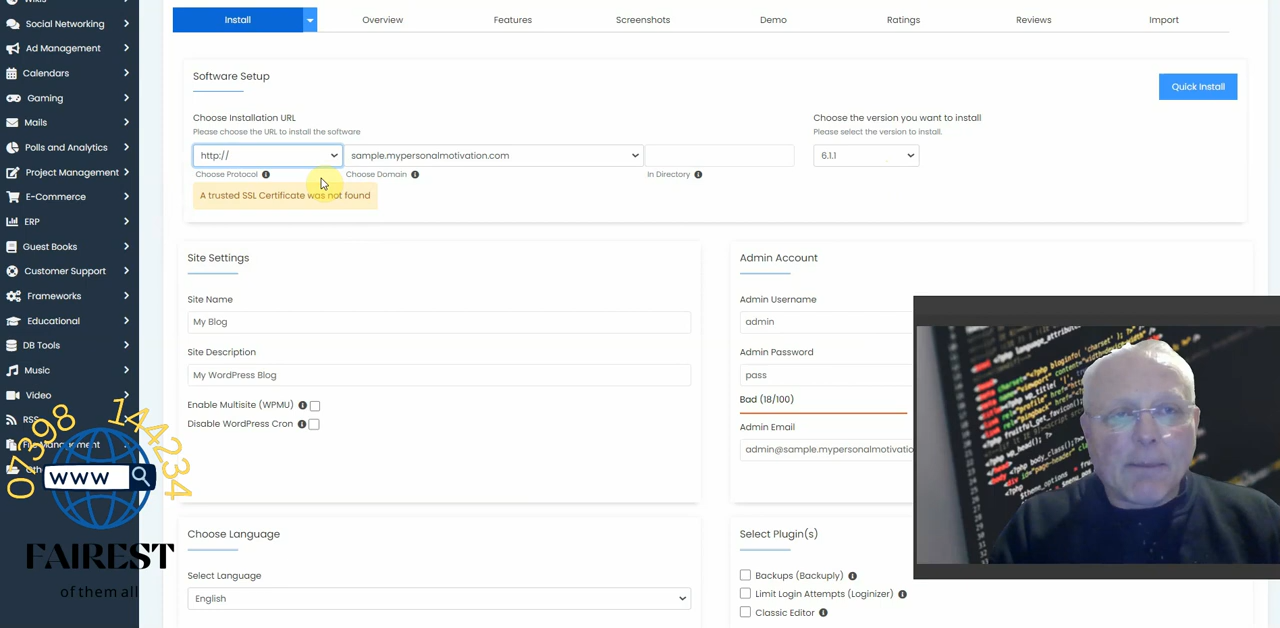 Wikis
Social Networking
Ad Management
Calendars
Gaming
Mails
Polls and Analytics
Project Management
E-Commerce
ERP
Guest Books
Customer Support
Frameworks
Educational
DB Tools
Music
Video
RSS
Install
Overview
Features
Screenshots
Demo
Ratings
Reviews
Import
Software Setup
Quick Install
Choose Installation URL
Please choose the URL to install the software
http://
sample.mypersonalmotivation.com
Choose Protocol
Choose Domain
In Directory
A trusted SSL Certificate was not found
Choose the version you want to install
Please select the version to install.
6.1.1
Site Settings
Site Name
My Blog
Site Description
My WordPress Blog
Enable Multisite (WPMU)
Disable WordPress Cron
Admin Account
Admin Username
admin
Admin Password
pass
Bad (18/100)
Admin Email
admin@sample.mypersonalmotivatio
Choose Language
Select Language
English
Select Plugin(s)
Backups (Backuply)
Limit Login Attempts (Loginizer)
Classic Editor
07398 144234
WWW
FAIREST
of them all